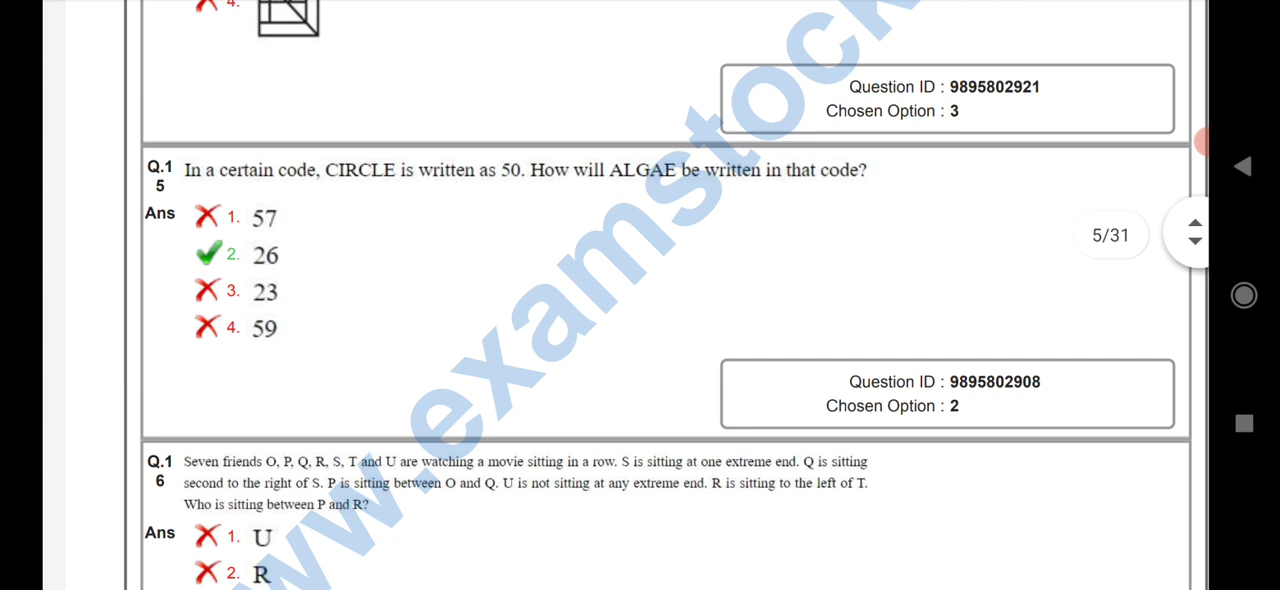 4.
Question ID : 9895802921
Chosen Option : 3
Q.1 In a certain code, CIRCLE is written as 50. How will ALGAE be written in that code?
5
Ans 1. 57
2. 26
3. 23
4. 59
5/31
Question ID : 9895802908
Chosen Option : 2
Q.1 Seven friends O, P, Q, R, S, T and U are watching a movie sitting in a row. S is sitting at one extreme end. Q is sitting
6 second to the right of S. P is sitting between O and Q. U is not sitting at any extreme end. R is sitting to the left of T.
Who is sitting between P and R?
Ans 1. U
2. R
www.examstock